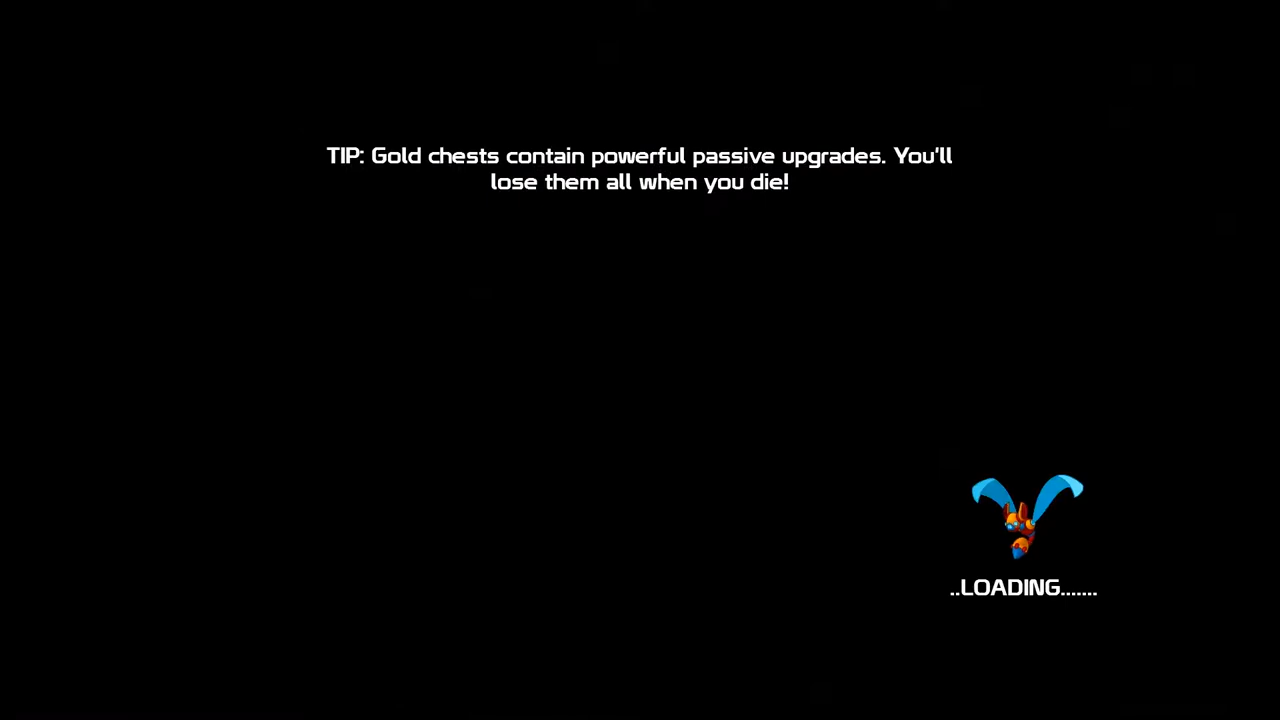 TIP: Gold chests contain powerful passive upgrades. You'll
lose them all when you die!
..LOADING.......